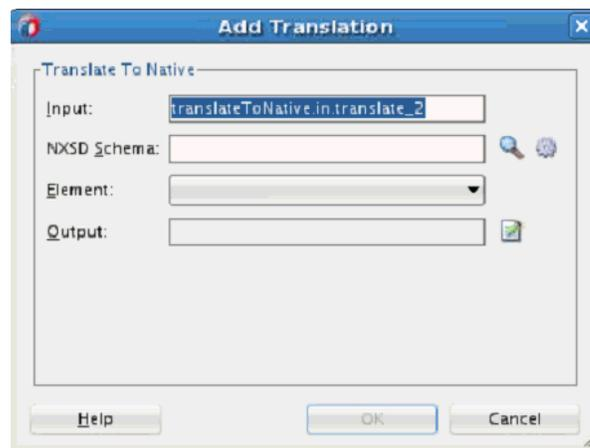 Add Translation
Translate To Native
Input: translateToNative.in.translate_2
NXSD Schema:
Element:
Output:
Help OK Cancel